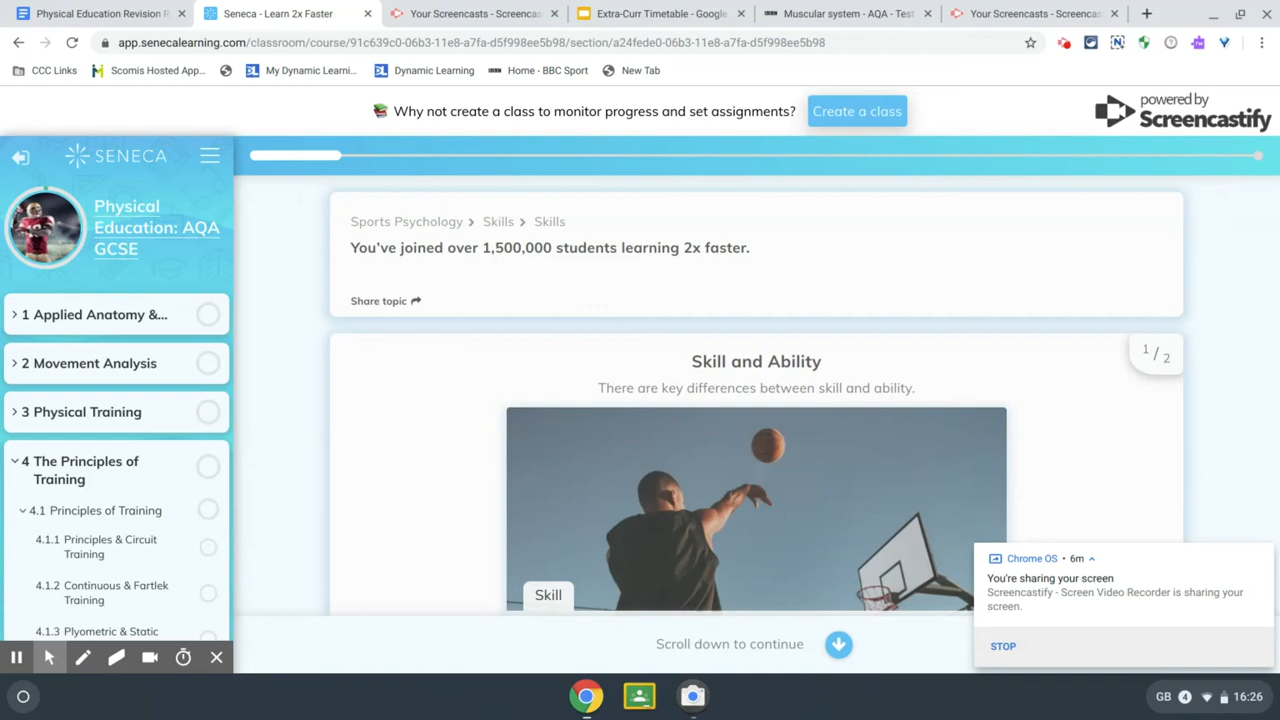 Physical Education Revision R
Seneca - Learn 2x Faster
Your Screencasts - Screencas
Extra-Curr Timetable - Google
Muscular system - AQA - Test
Your Screencasts - Screencas
app.senecalearning.com/classroom/course/91c639c0-06b3-11e8-a7fa-d5f998ee5b98/section/a24fede0-06b3-11e8-a7fa-d5f998ee5b98
CCC Links
Scomis Hosted App...
My Dynamic Learni...
Dynamic Learning
Home - BBC Sport
New Tab
Why not create a class to monitor progress and set assignments?
Create a class
powered by
Screencastify
SENECA
Physical
Education: AQA
GCSE
1 Applied Anatomy &...
2 Movement Analysis
3 Physical Training
4 The Principles of
Training
4.1 Principles of Training
4.1.1 Principles & Circuit
Training
4.1.2 Continuous & Fartlek
Training
4.1.3 Plyometric & Static
Sports Psychology > Skills > Skills
You've joined over 1,500,000 students learning 2x faster.
Share topic
Skill and Ability
1 / 2
There are key differences between skill and ability.
Skill
Scroll down to continue
Chrome OS • 6m
You're sharing your screen
Screencastify - Screen Video Recorder is sharing your
screen.
STOP
GB 4 16:26